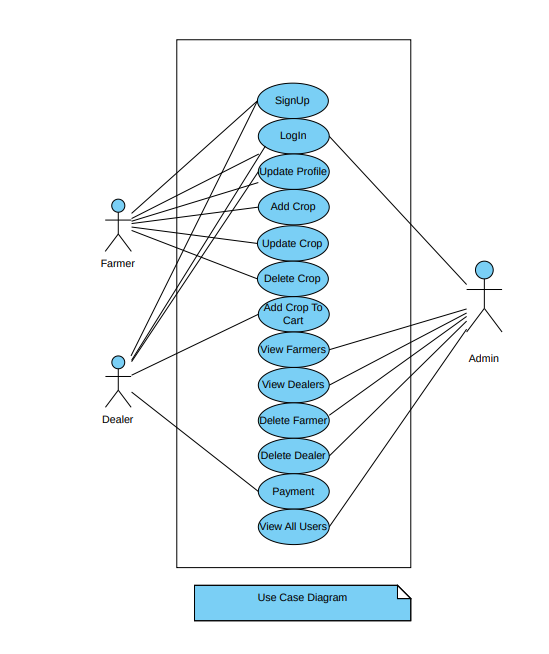 SignUp
LogIn
Update Profile
Add Crop
Farmer
Update Crop
Delete Crop
Add Crop To
Cart
View Farmers
Admin
View Dealers
Dealer
Delete Farmer
Delete Dealer
Payment
View All Users
Use Case Diagram